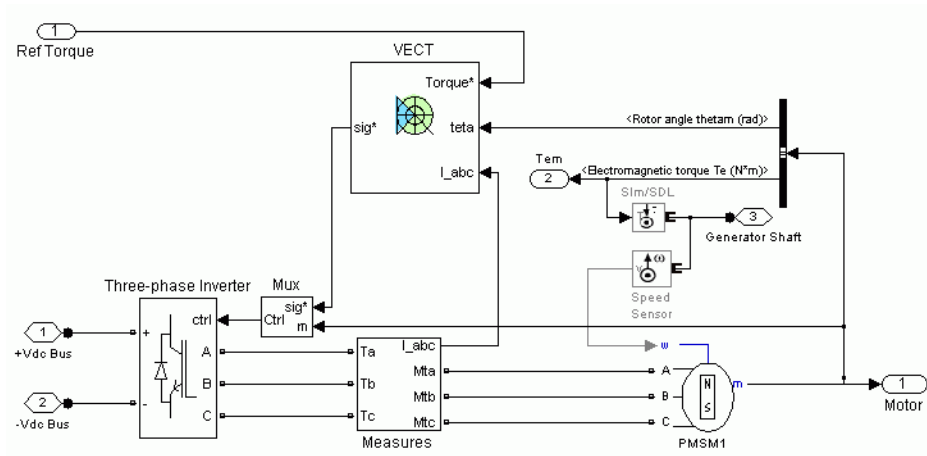 1
Ref Torque
VECT
Torque*
sig*
teta
I_abc
<Rotor angle thetam (rad)>
Tem
2
<Electromagnetic torque Te (N*m)>
Slm/SDL
3
Generator Shaft
Speed
Sensor
Three-phase Inverter
Mux
sig*
Ctrl
m
ctrl
1
+Vdc Bus
+
A
B
C
2
-Vdc Bus
-
I_abc
Ta
Mta
Tb
Mtb
Tc
Mtc
Measures
w
A
B
C
N
S
m
PMSM1
1
Motor